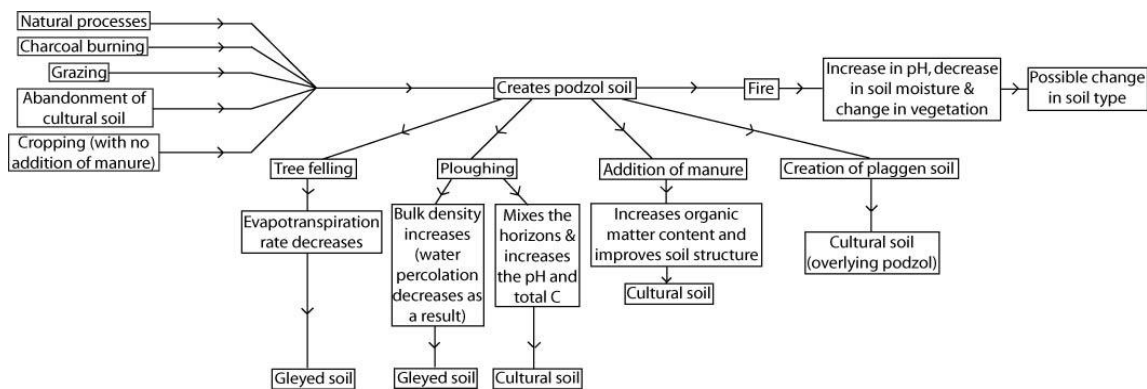 Natural processes
Charcoal burning
Grazing
Abandonment of
cultural soil
Cropping (with no
addition of manure)
Creates podzol soil
Fire
Increase in pH, decrease
in soil moisture &
change in vegetation
Possible change
in soil type
Tree felling
Ploughing
Addition of manure
Creation of plaggen soil
Evapotranspiration
rate decreases
Bulk density
increases
(water
percolation
decreases as
a result)
Mixes the
horizons &
increases
the pH and
total C
Increases organic
matter content and
improves soil structure
Cultural soil
(overlying podzol)
Cultural soil
Gleyed soil
Gleyed soil
Cultural soil